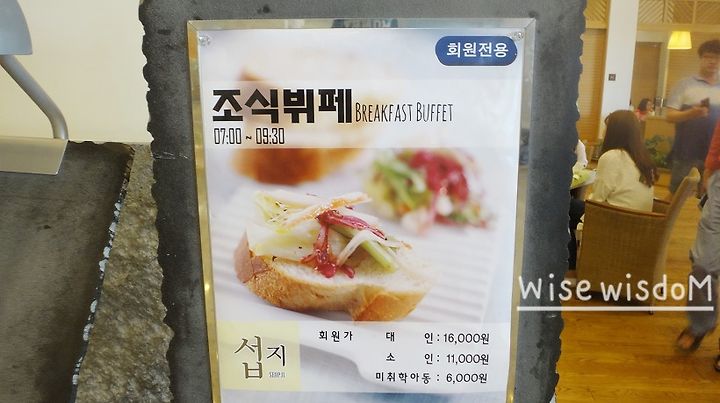 회원전용
조식뷔페 BREAKFAST BUFFET
07:00 ~ 09:30
wise wisdoM
섭지
SEOPJI
회원가 대 인 : 16,000원
소 인 : 11,000원
미취학아동 : 6,000원